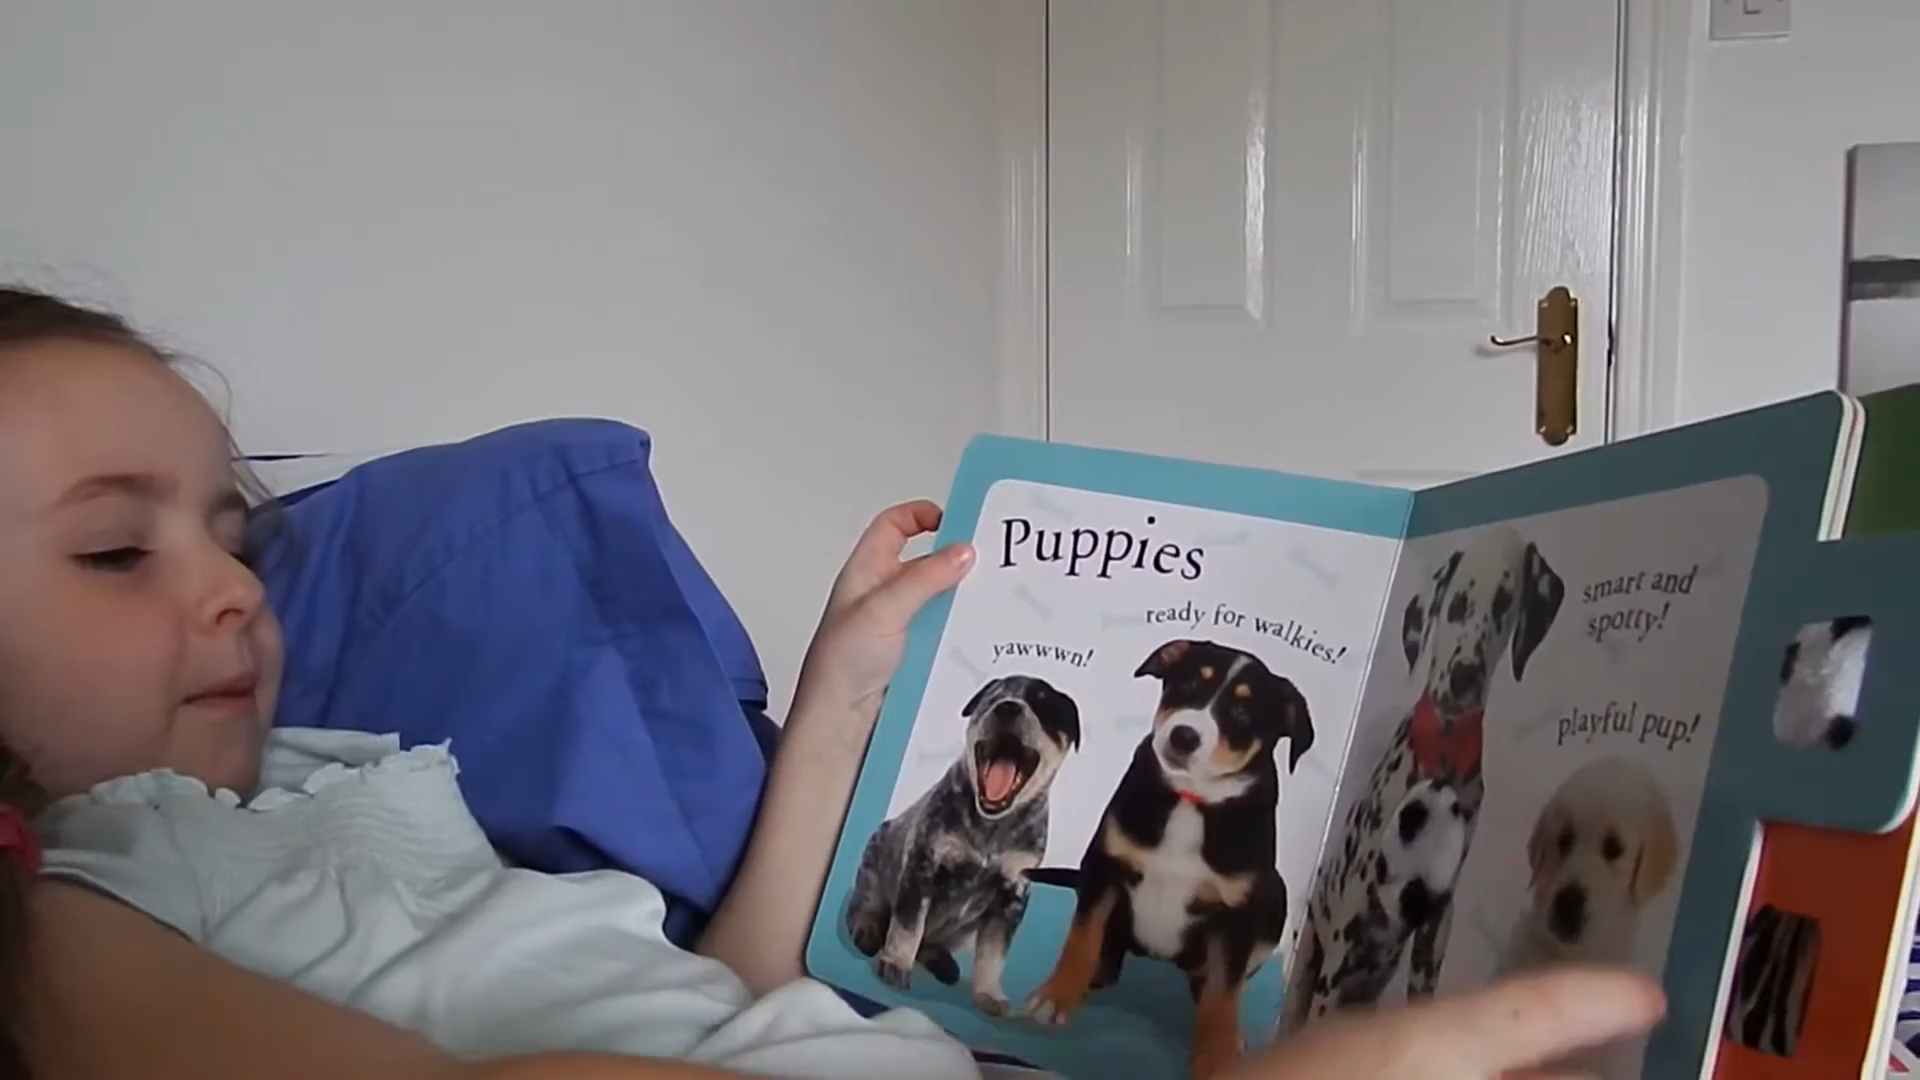 Puppies
ready for walkies!
yawwwn!
smart and
spotty!
playful pup!